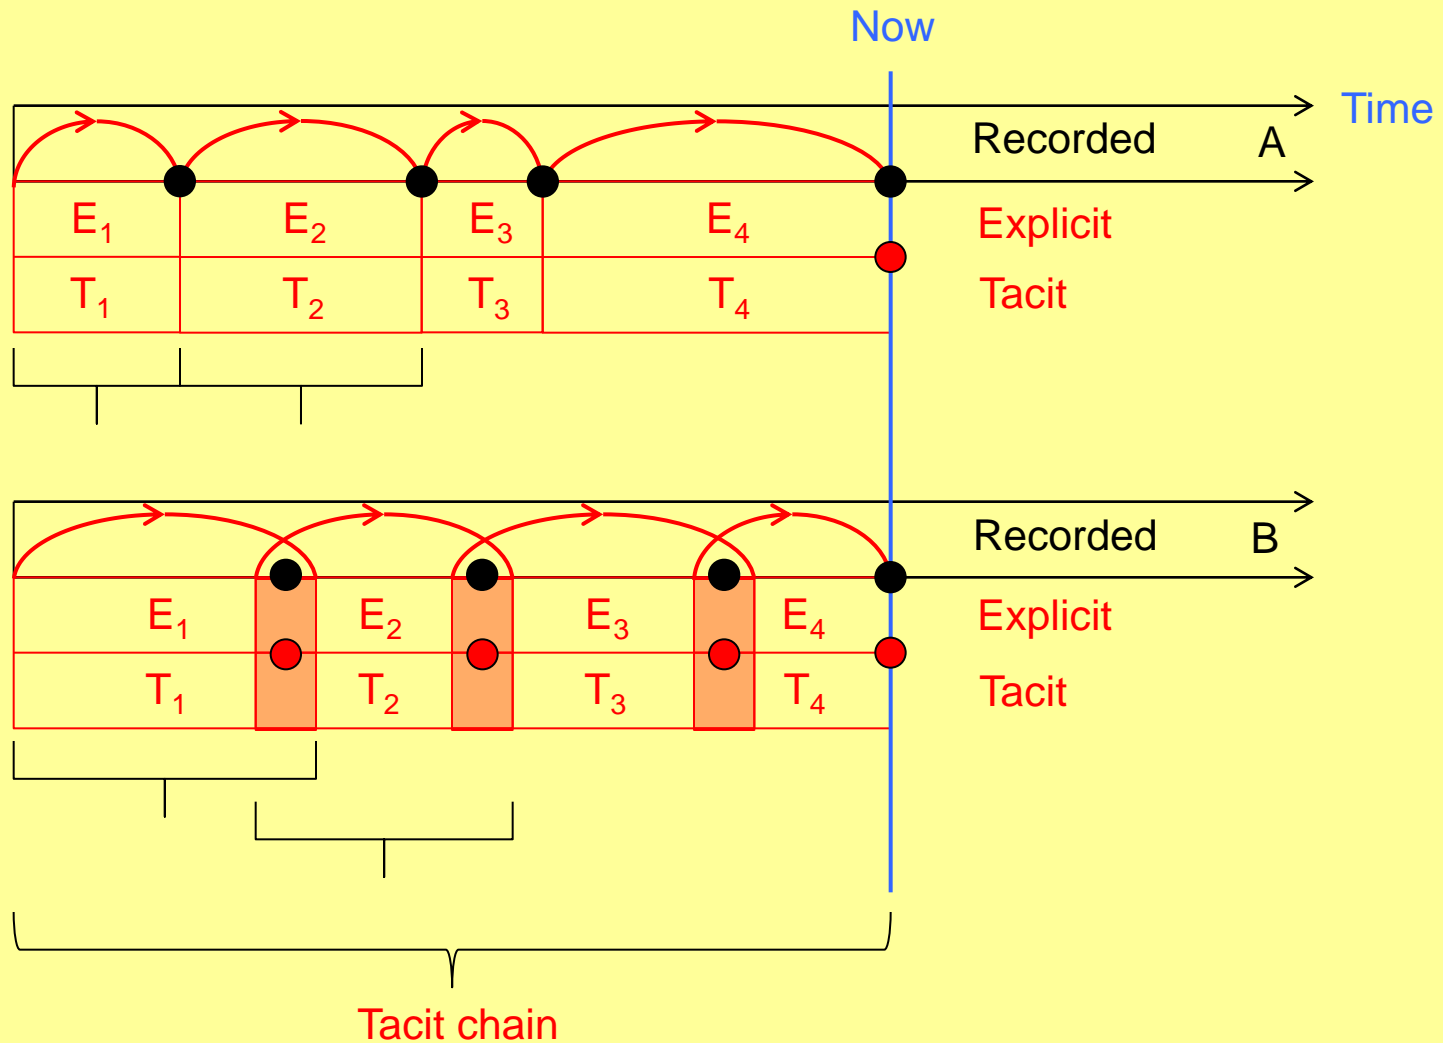 Now
Time
Recorded A
E₁ E₂ E₃ E₄ Explicit
T₁ T₂ T₃ T₄ Tacit
Recorded B
E₁ E₂ E₃ E₄ Explicit
T₁ T₂ T₃ T₄ Tacit
Tacit chain